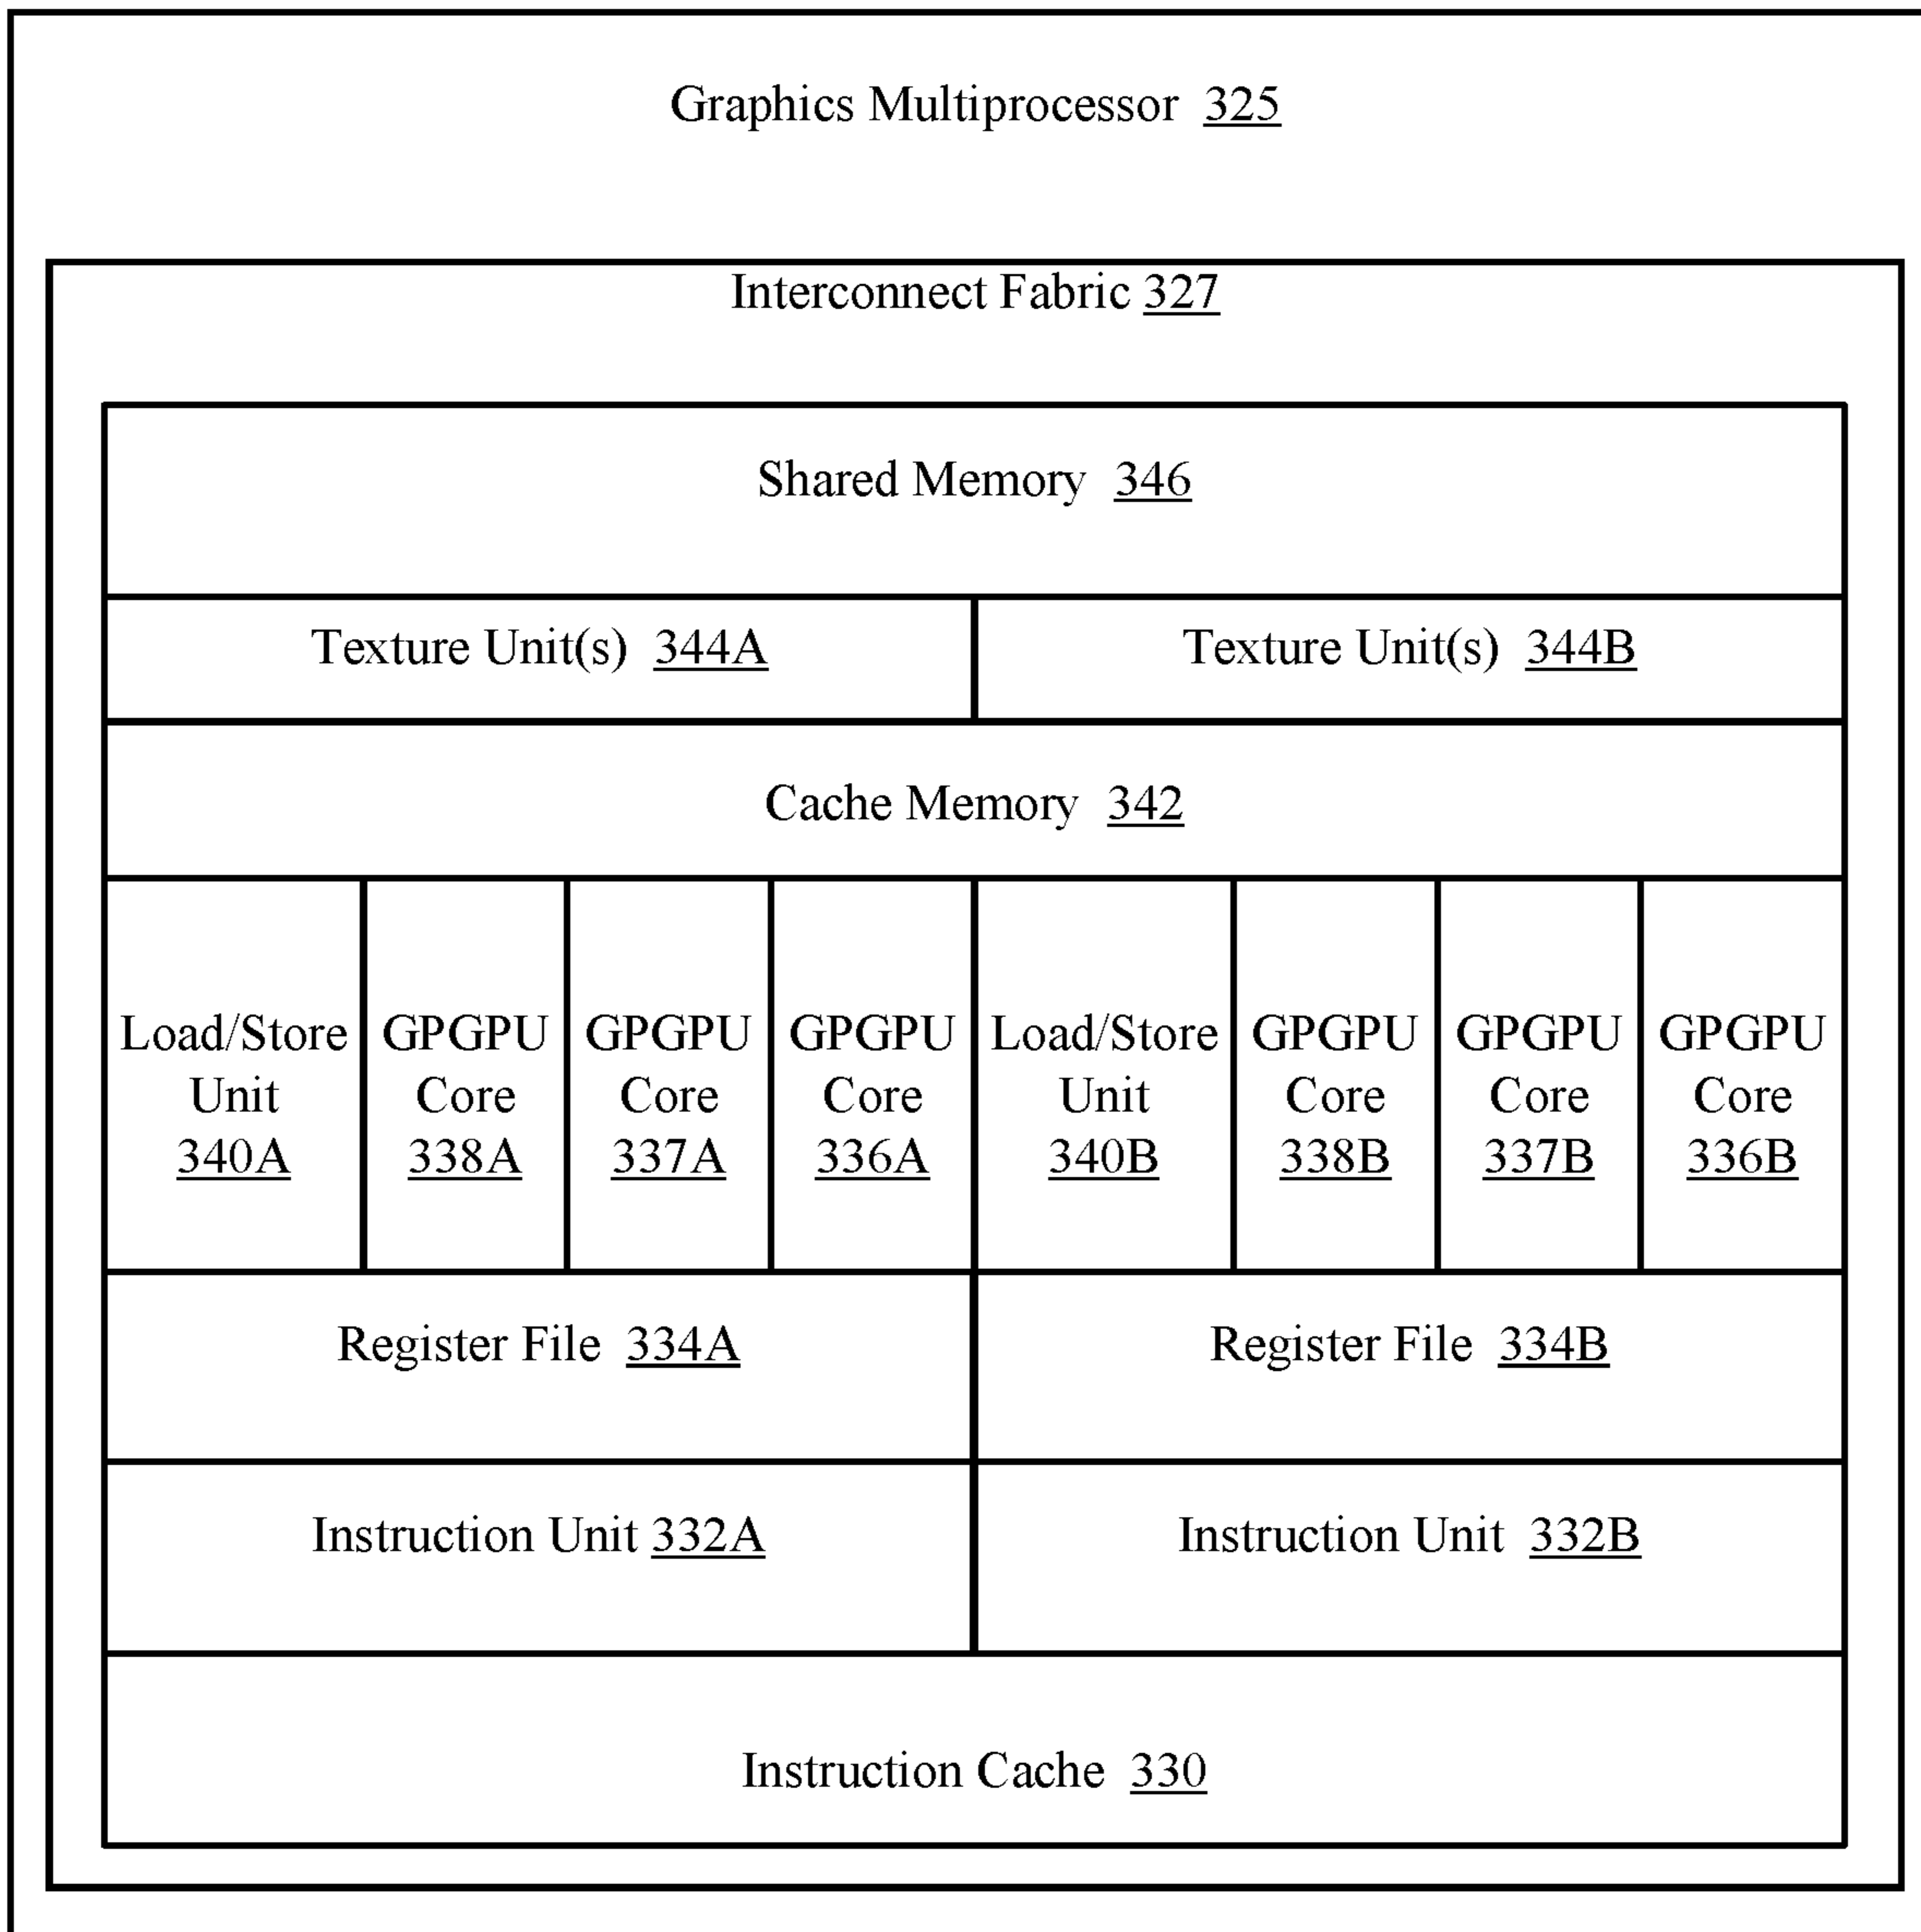 Graphics Multiprocessor 325
Interconnect Fabric 327
Shared Memory 346
Texture Unit(s) 344A
Texture Unit(s) 344B
Cache Memory 342
Load/Store
Unit
340A
GPGPU
Core
338A
GPGPU
Core
337A
GPGPU
Core
336A
Load/Store
Unit
340B
GPGPU
Core
338B
GPGPU
Core
337B
GPGPU
Core
336B
Register File 334A
Register File 334B
Instruction Unit 332A
Instruction Unit 332B
Instruction Cache 330